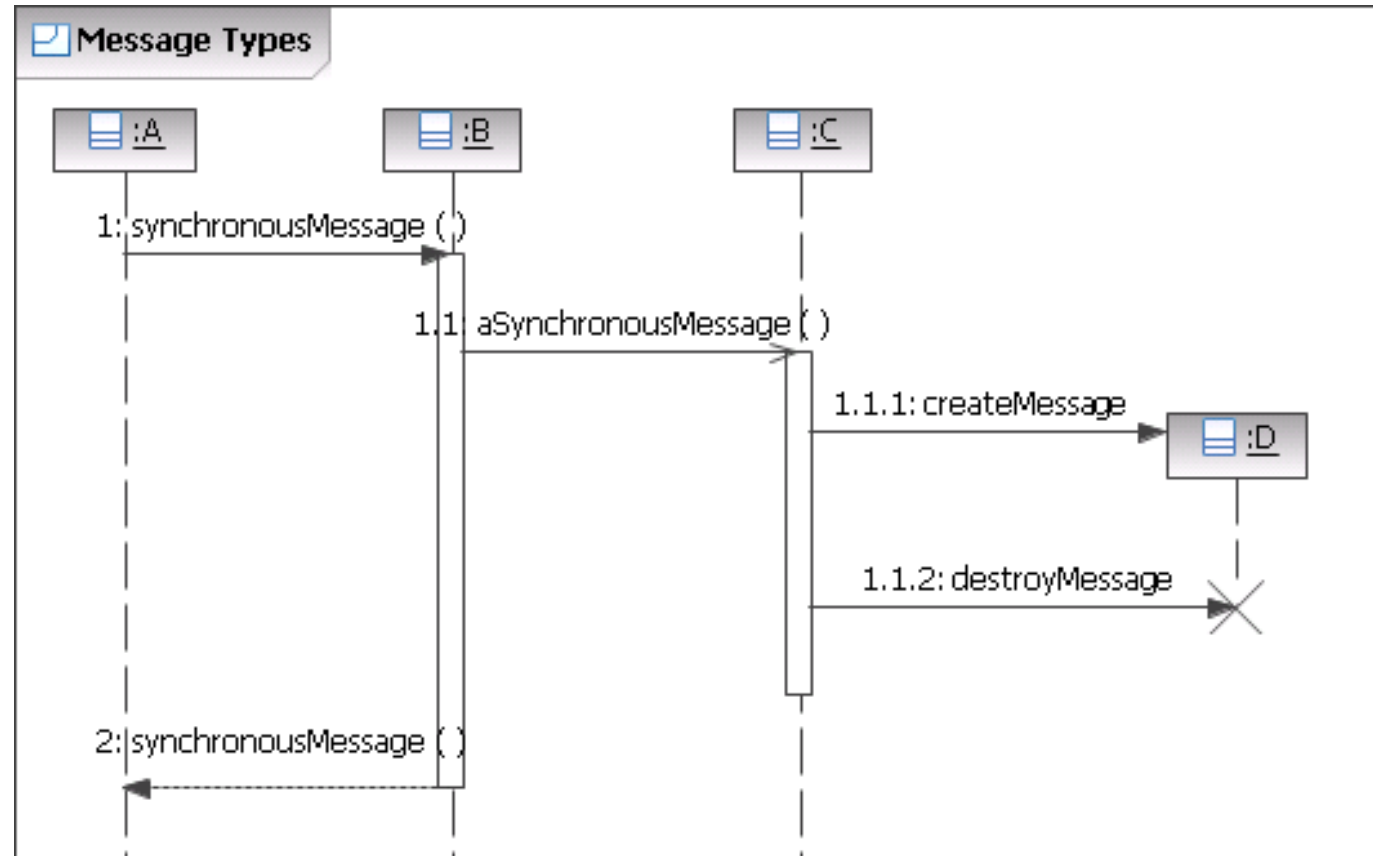 Message Types
:A
:B
:C
1: synchronousMessage ( )
1.1: aSynchronousMessage ( )
1.1.1: createMessage
:D
1.1.2: destroyMessage
2: synchronousMessage ( )